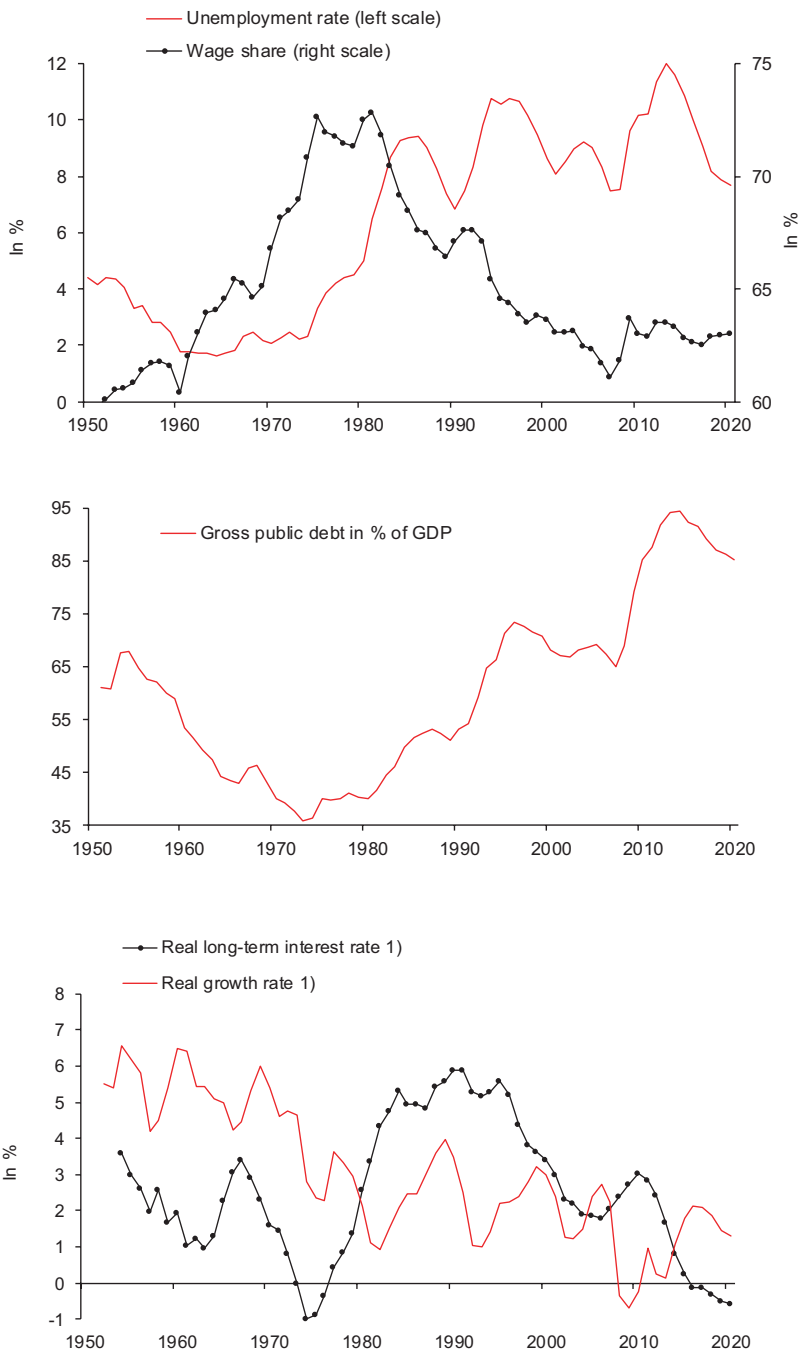 Unemployment rate (left scale)
Wage share (right scale)
12
10
8
6
4
2
0
In %
75
70
65
60
In %
1950 1960 1970 1980 1990 2000 2010 2020
Gross public debt in % of GDP
95
85
75
65
55
45
35
1950 1960 1970 1980 1990 2000 2010 2020
Real long-term interest rate 1)
Real growth rate 1)
8
7
6
5
4
3
2
1
0
-1
In %
1950 1960 1970 1980 1990 2000 2010 2020